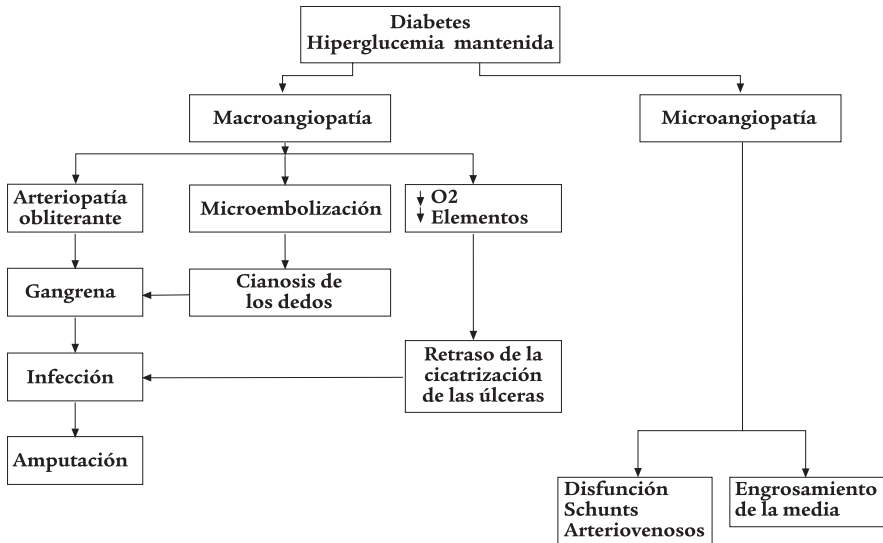 Diabetes
Hiperglucemia mantenida
Macroangiopatía
Microangiopatía
Arteriopatía
obliterante
Microembolización
O2
Elementos
Gangrena
Cianosis de
los dedos
Infección
Retraso de la
cicatrización
de las úlceras
Amputación
Disfunción
Schunts
Arteriovenosos
Engrosamiento
de la media